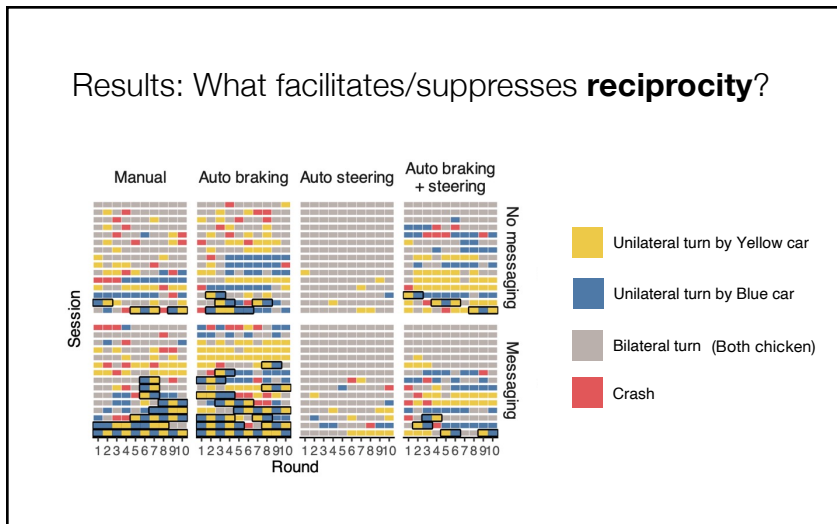 Results: What facilitates/suppresses reciprocity?
Manual
Auto braking
Auto steering
Auto braking
+ steering
No messaging
Messaging
Session
1 2 3 4 5 6 7 8 9 10
1 2 3 4 5 6 7 8 9 10
1 2 3 4 5 6 7 8 9 10
1 2 3 4 5 6 7 8 9 10
Round
Unilateral turn by Yellow car
Unilateral turn by Blue car
Bilateral turn (Both chicken)
Crash